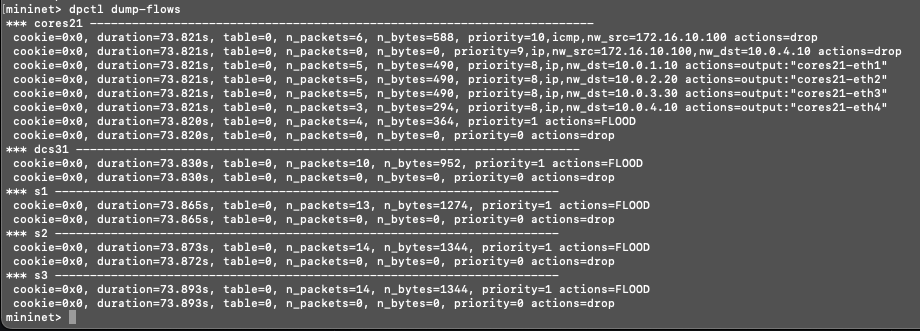 mininet> dpctl dump-flows
*** cores21 ------------------------------------------------------------------------
 cookie=0x0, duration=73.821s, table=0, n_packets=6, n_bytes=588, priority=10,icmp,nw_src=172.16.10.100 actions=drop
 cookie=0x0, duration=73.821s, table=0, n_packets=0, n_bytes=0, priority=9,ip,nw_src=172.16.10.100,nw_dst=10.0.4.10 actions=drop
 cookie=0x0, duration=73.821s, table=0, n_packets=5, n_bytes=490, priority=8,ip,nw_dst=10.0.1.10 actions=output:"cores21-eth1"
 cookie=0x0, duration=73.821s, table=0, n_packets=5, n_bytes=490, priority=8,ip,nw_dst=10.0.2.20 actions=output:"cores21-eth2"
 cookie=0x0, duration=73.821s, table=0, n_packets=5, n_bytes=490, priority=8,ip,nw_dst=10.0.3.30 actions=output:"cores21-eth3"
 cookie=0x0, duration=73.821s, table=0, n_packets=3, n_bytes=294, priority=8,ip,nw_dst=10.0.4.10 actions=output:"cores21-eth4"
 cookie=0x0, duration=73.820s, table=0, n_packets=4, n_bytes=364, priority=1 actions=FLOOD
 cookie=0x0, duration=73.820s, table=0, n_packets=0, n_bytes=0, priority=0 actions=drop
*** dcs31 ------------------------------------------------------------------------
 cookie=0x0, duration=73.830s, table=0, n_packets=10, n_bytes=952, priority=1 actions=FLOOD
 cookie=0x0, duration=73.830s, table=0, n_packets=0, n_bytes=0, priority=0 actions=drop
*** s1 ------------------------------------------------------------------------
 cookie=0x0, duration=73.865s, table=0, n_packets=13, n_bytes=1274, priority=1 actions=FLOOD
 cookie=0x0, duration=73.865s, table=0, n_packets=0, n_bytes=0, priority=0 actions=drop
*** s2 ------------------------------------------------------------------------
 cookie=0x0, duration=73.873s, table=0, n_packets=14, n_bytes=1344, priority=1 actions=FLOOD
 cookie=0x0, duration=73.872s, table=0, n_packets=0, n_bytes=0, priority=0 actions=drop
*** s3 ------------------------------------------------------------------------
 cookie=0x0, duration=73.893s, table=0, n_packets=14, n_bytes=1344, priority=1 actions=FLOOD
 cookie=0x0, duration=73.893s, table=0, n_packets=0, n_bytes=0, priority=0 actions=drop
mininet>